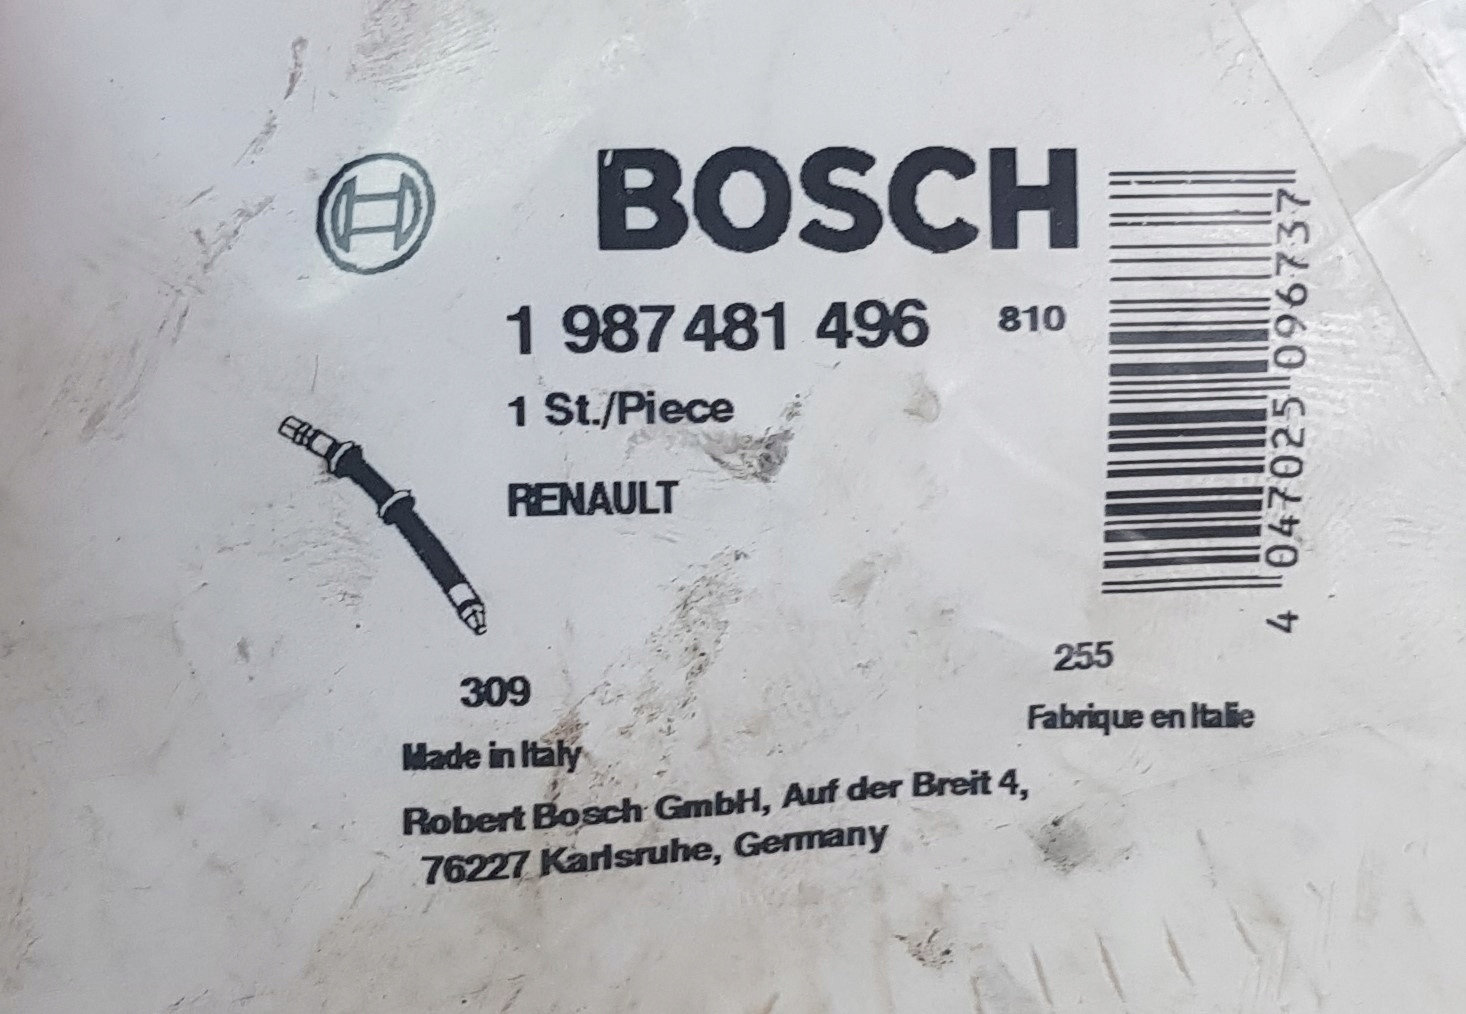 BOSCH
1 987 481 496 810
1 St./Piece
RENAULT
4 047025 096737
309
255
Made in Italy
Fabrique en Italie
Robert Bosch GmbH, Auf der Breit 4,
76227 Karlsruhe, Germany